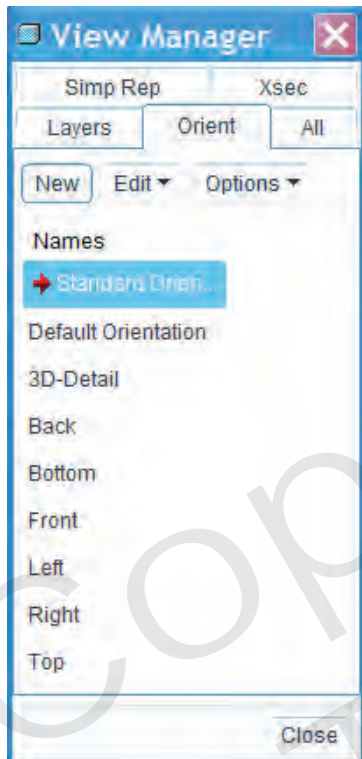 View Manager
Simp Rep Xsec
Layers Orient All
New Edit Options
Names
Standard Orien...
Default Orientation
3D-Detail
Back
Bottom
Front
Left
Right
Top
Close